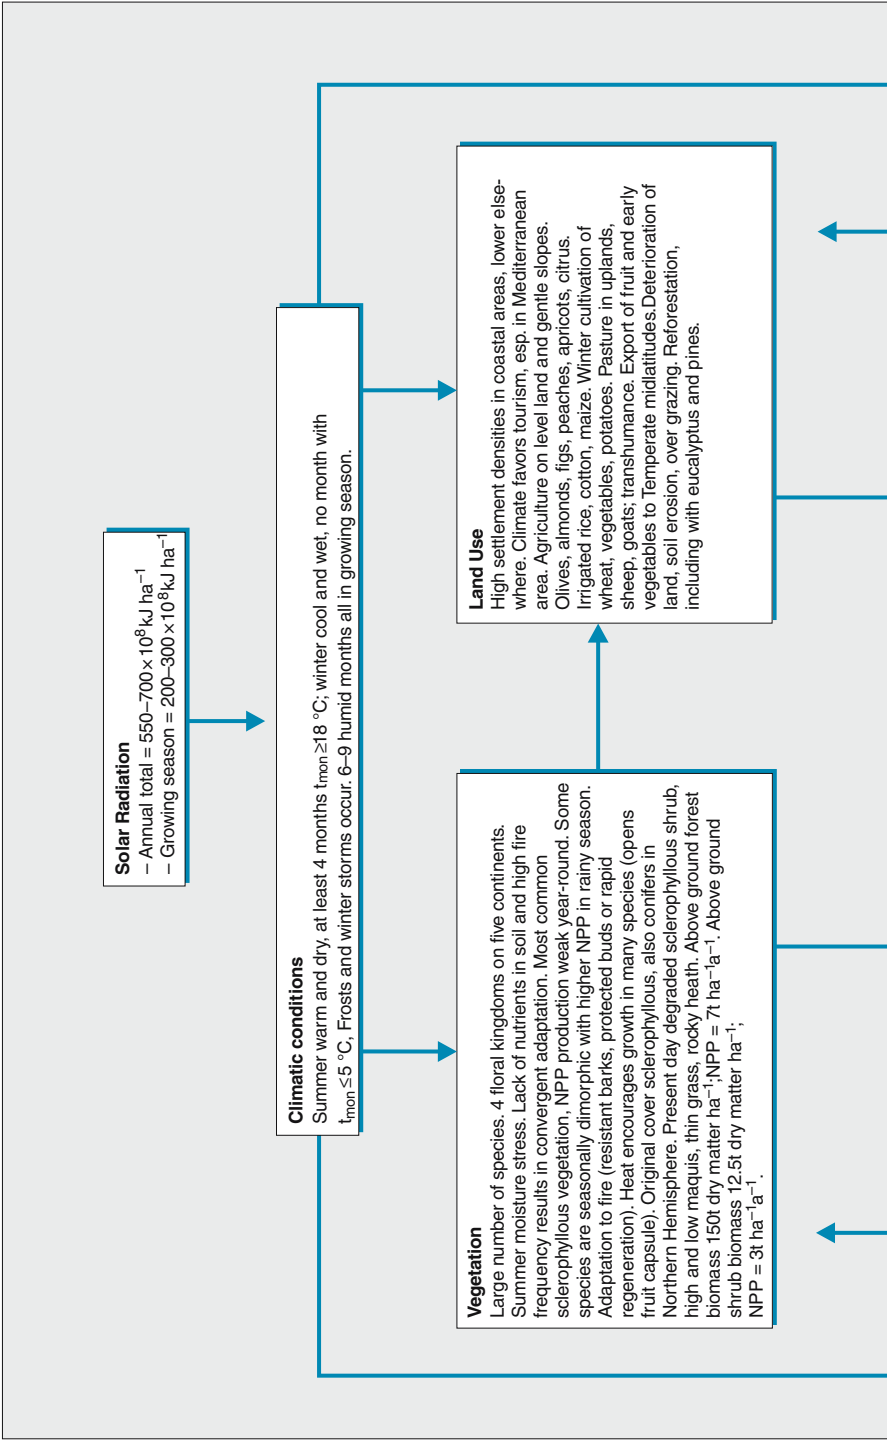 Solar Radiation
– Annual total = 550–700 × 10⁸ kJ ha⁻¹
– Growing season = 200–300 × 10⁸ kJ ha⁻¹
Climatic conditions
Summer warm and dry, at least 4 months tₘₒₙ ≥18 °C; winter cool and wet, no month with
tₘₒₙ ≤5 °C, Frosts and winter storms occur. 6–9 humid months all in growing season.
Vegetation
Large number of species. 4 floral kingdoms on five continents.
Summer moisture stress. Lack of nutrients in soil and high fire
frequency results in convergent adaptation. Most common
sclerophyllous vegetation, NPP production weak year-round. Some
species are seasonally dimorphic with higher NPP in rainy season.
Adaptation to fire (resistant barks, protected buds or rapid
regeneration). Heat encourages growth in many species (opens
fruit capsule). Original cover sclerophyllous, also conifers in
Northern Hemisphere. Present day degraded sclerophyllous shrub,
high and low maquis, thin grass, rocky heath. Above ground forest
biomass 150t dry matter ha⁻¹;NPP = 7t ha⁻¹a⁻¹. Above ground
shrub biomass 12.5t dry matter ha⁻¹;
NPP = 3t ha⁻¹a⁻¹.
Land Use
High settlement densities in coastal areas, lower else-
where. Climate favors tourism, esp. in Mediterranean
area. Agriculture on level land and gentle slopes.
Olives, almonds, figs, peaches, apricots, citrus.
Irrigated rice, cotton, maize. Winter cultivation of
wheat, vegetables, potatoes. Pasture in uplands,
sheep, goats; transhumance. Export of fruit and early
vegetables to Temperate midlatitudes.Deterioration of
land, soil erosion, over grazing. Reforestation,
including with eucalyptus and pines.